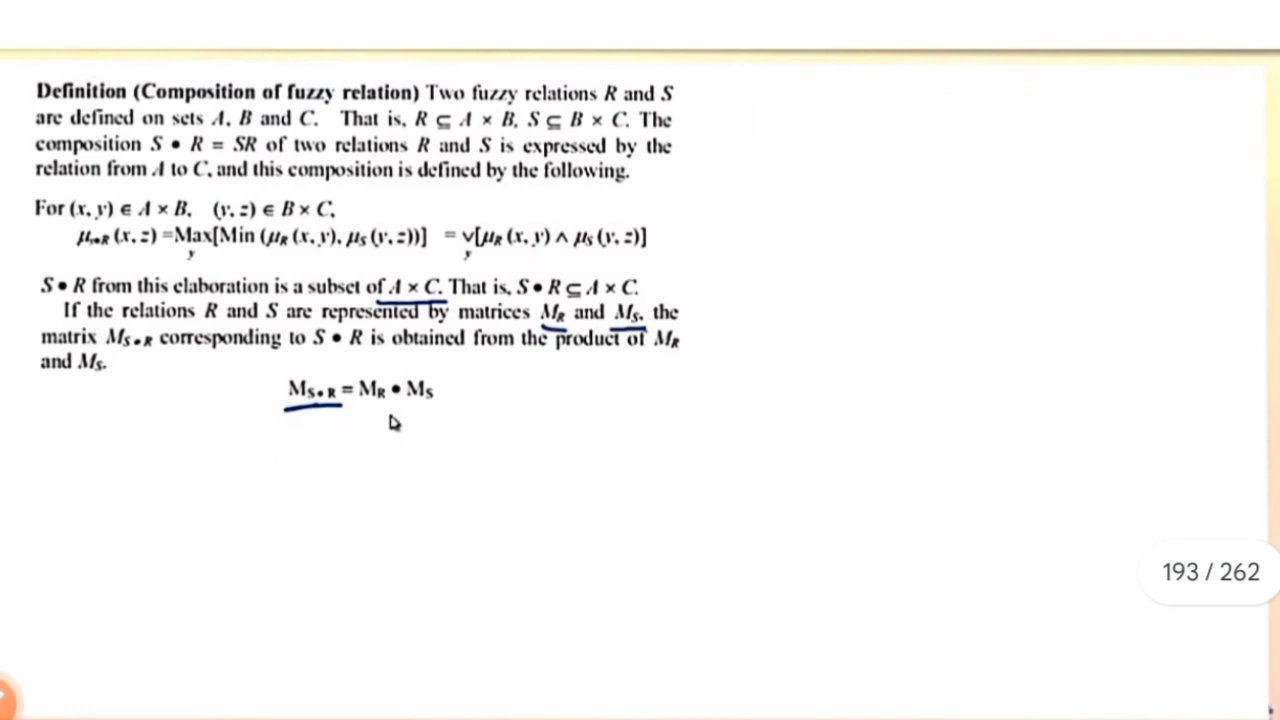 Definition (Composition of fuzzy relation) Two fuzzy relations R and S
are defined on sets A, B and C. That is, R ⊆ A × B, S ⊆ B × C. The
composition S • R = SR of two relations R and S is expressed by the
relation from A to C, and this composition is defined by the following.
For (x, y) ∈ A × B, (y, z) ∈ B × C,
μS•R (x, z) =Max[Min (μR (x, y), μS (y, z))] = ∨[μR (x, y) ∧ μS (y, z)]
y y
S • R from this elaboration is a subset of A × C. That is, S • R ⊆ A × C.
If the relations R and S are represented by matrices MR and MS, the
matrix MS•R corresponding to S • R is obtained from the product of MR
and MS.
MS•R = MR • MS
193 / 262